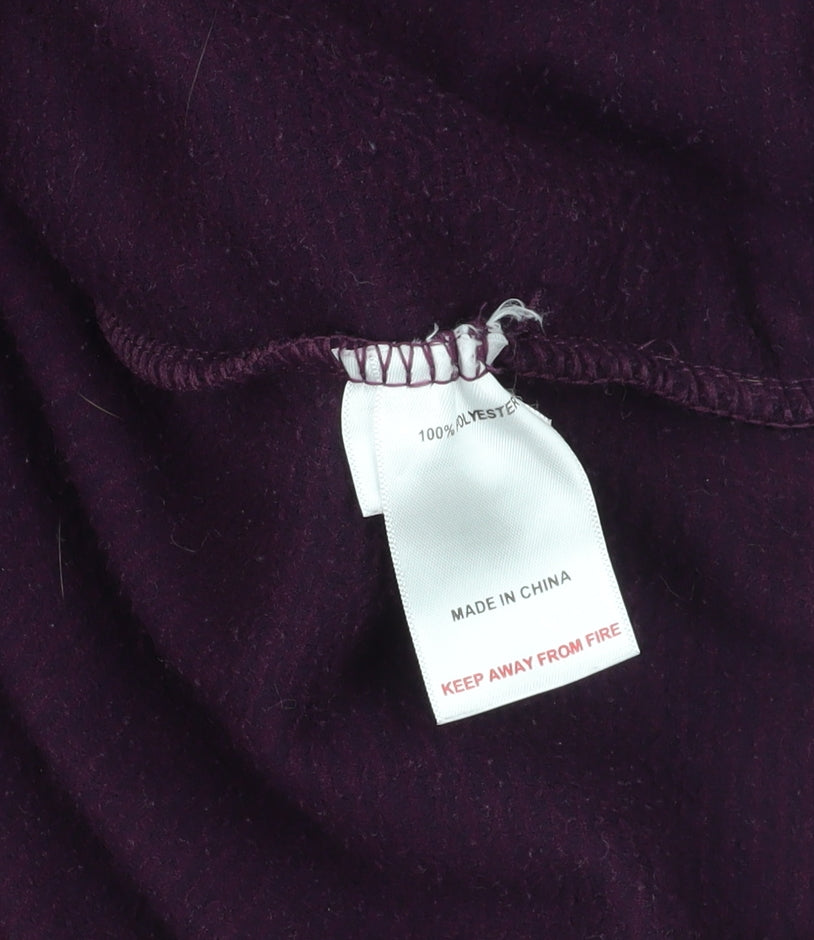 100% POLYESTER
MADE IN CHINA
KEEP AWAY FROM FIRE